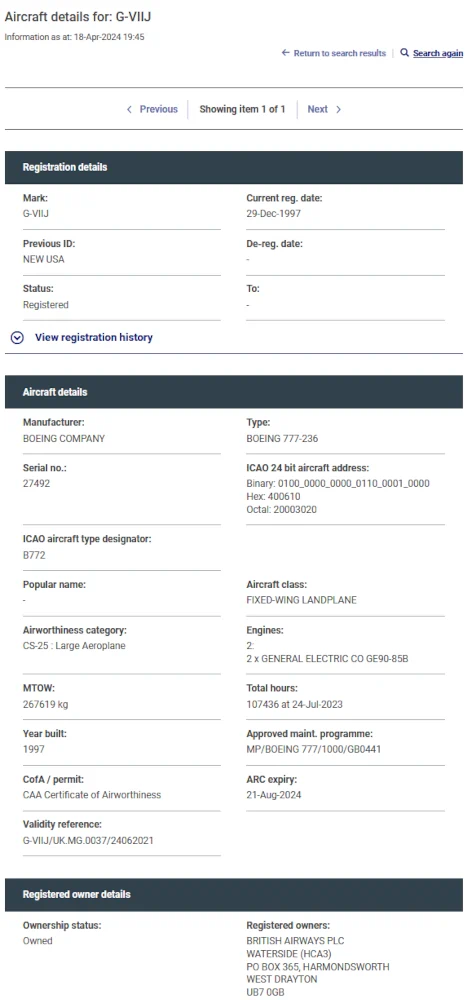 Aircraft details for: G-VIIJ
Information as at: 18-Apr-2024 19:45
Return to search results | Search again
Previous | Showing item 1 of 1 | Next
Registration details
Mark: Current reg. date:
G-VIIJ 29-Dec-1997
Previous ID: De-reg. date:
NEW USA -
Status: To:
Registered -
View registration history
Aircraft details
Manufacturer: Type:
BOEING COMPANY BOEING 777-236
Serial no.: ICAO 24 bit aircraft address:
27492 Binary: 0100_0000_0000_0110_0001_0000
Hex: 400610
Octal: 20003020
ICAO aircraft type designator:
B772
Popular name: Aircraft class:
- FIXED-WING LANDPLANE
Airworthiness category: Engines:
CS-25 : Large Aeroplane 2:
2 x GENERAL ELECTRIC CO GE90-85B
MTOW: Total hours:
267619 kg 107436 at 24-Jul-2023
Year built: Approved maint. programme:
1997 MP/BOEING 777/1000/GB0441
CofA / permit: ARC expiry:
CAA Certificate of Airworthiness 21-Aug-2024
Validity reference:
G-VIIJ/UK.MG.0037/24062021
Registered owner details
Ownership status: Registered owners:
Owned BRITISH AIRWAYS PLC
WATERSIDE (HCA3)
PO BOX 365, HARMONDSWORTH
WEST DRAYTON
UB7 0GB